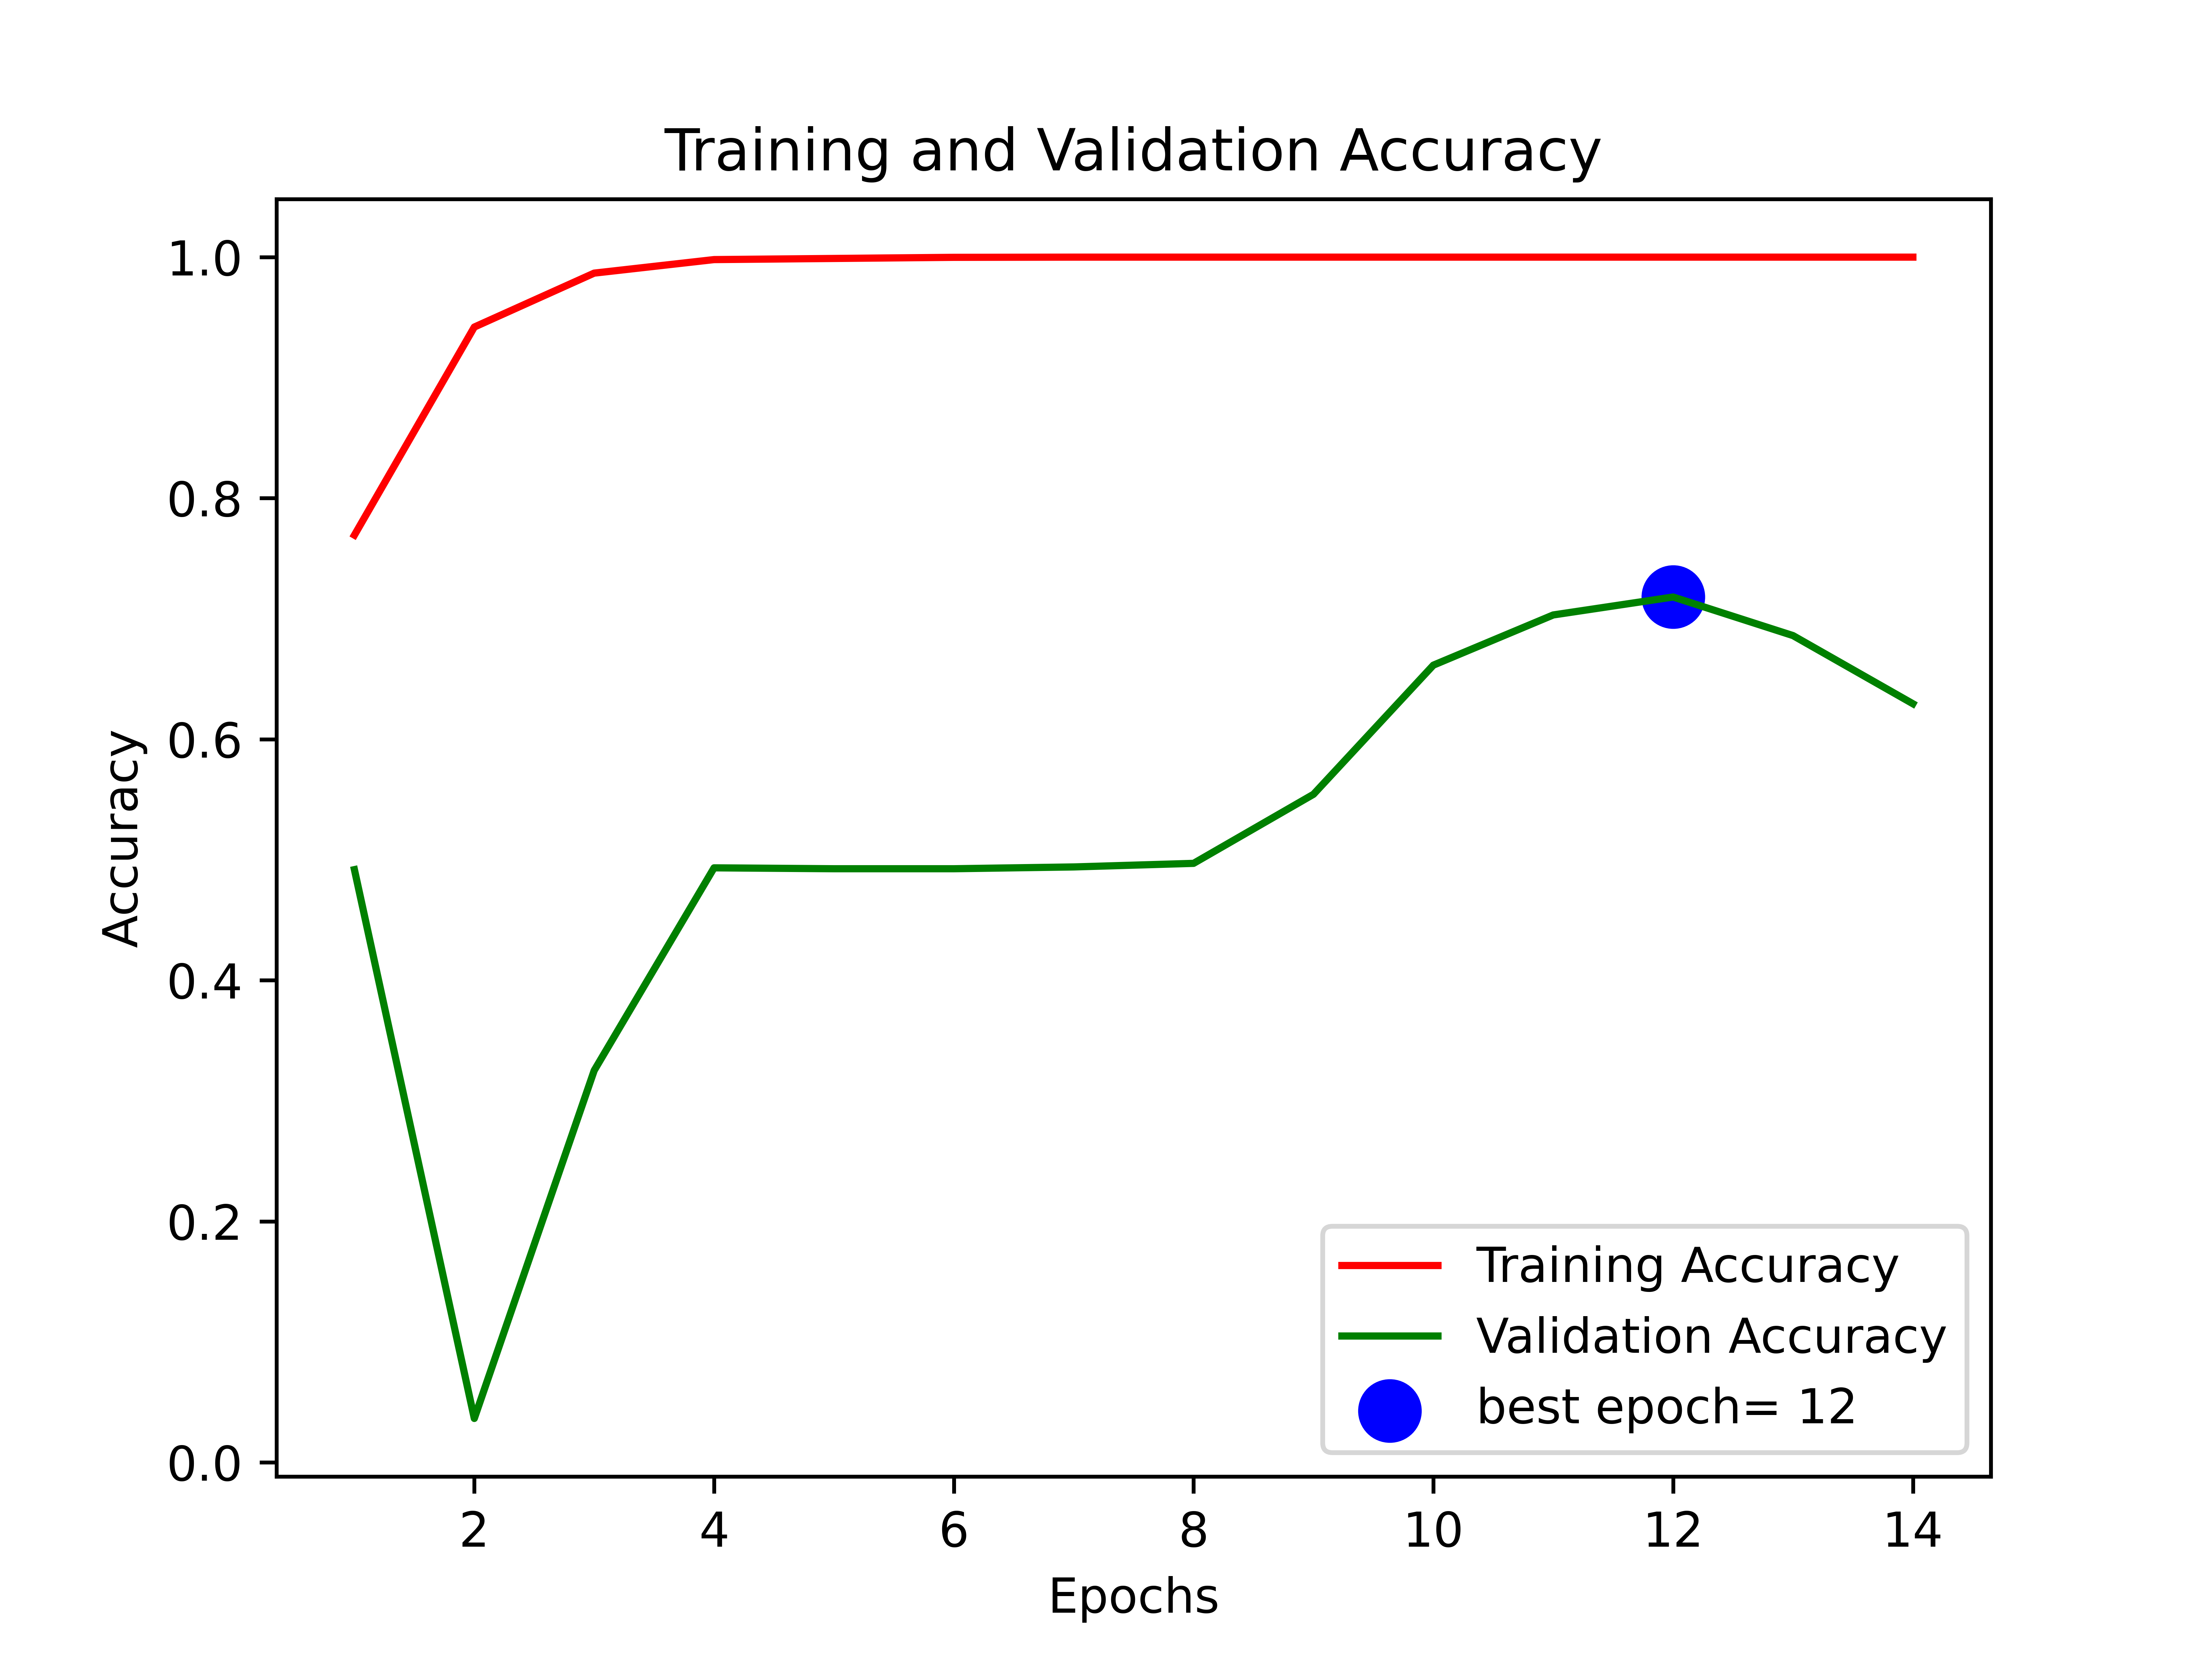 Training and Validation Accuracy
1.0
0.8
0.6
0.4
0.2
0.0
Accuracy
2 4 6 8 10 12 14
Epochs
Training Accuracy
Validation Accuracy
best epoch= 12